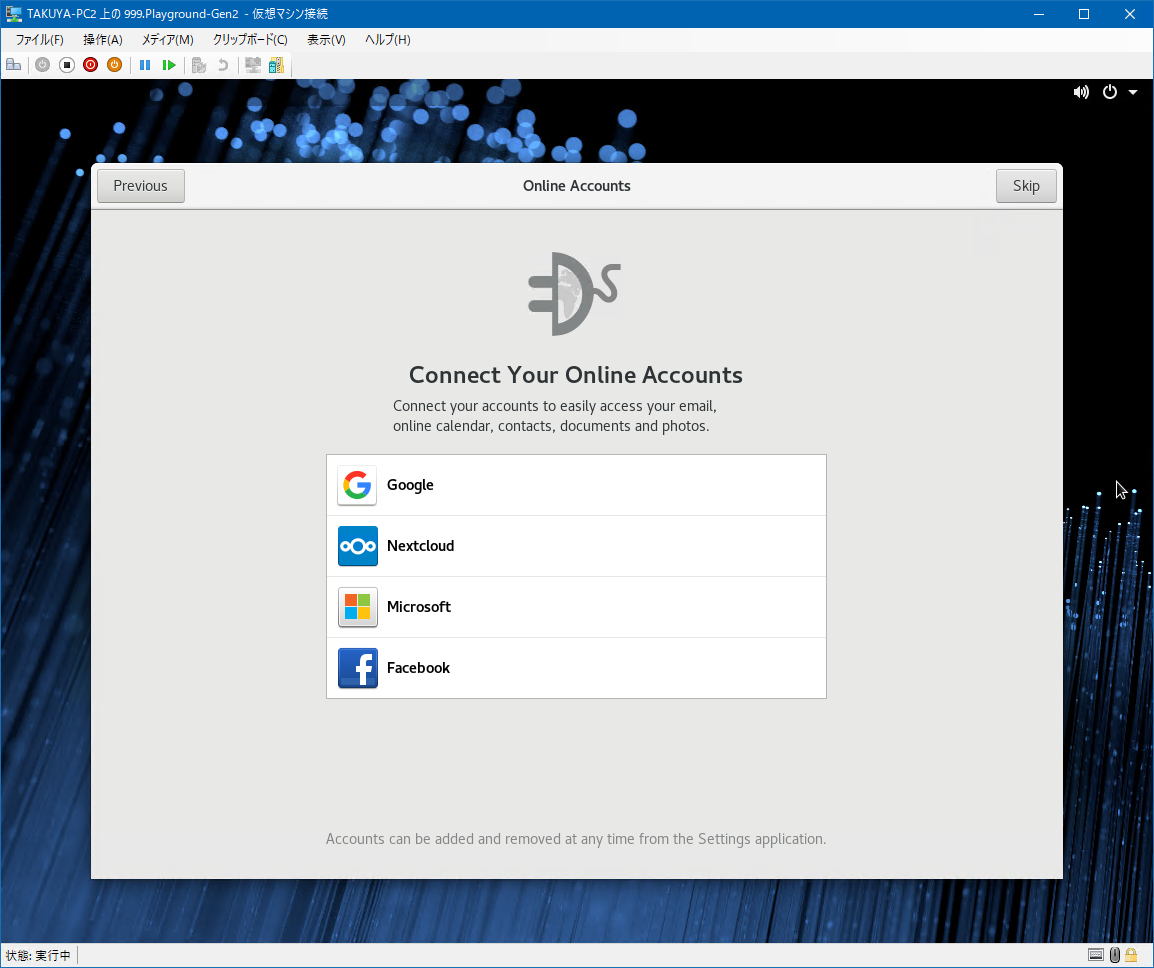 TAKUYA-PC2 上の 999.Playground-Gen2 - 仮想マシン接続
ファイル(F) 操作(A) メディア(M) クリップボード(C) 表示(V) ヘルプ(H)
Previous Online Accounts Skip
Connect Your Online Accounts
Connect your accounts to easily access your email,
online calendar, contacts, documents and photos.
Google
Nextcloud
Microsoft
Facebook
Accounts can be added and removed at any time from the Settings application.
状態: 実行中